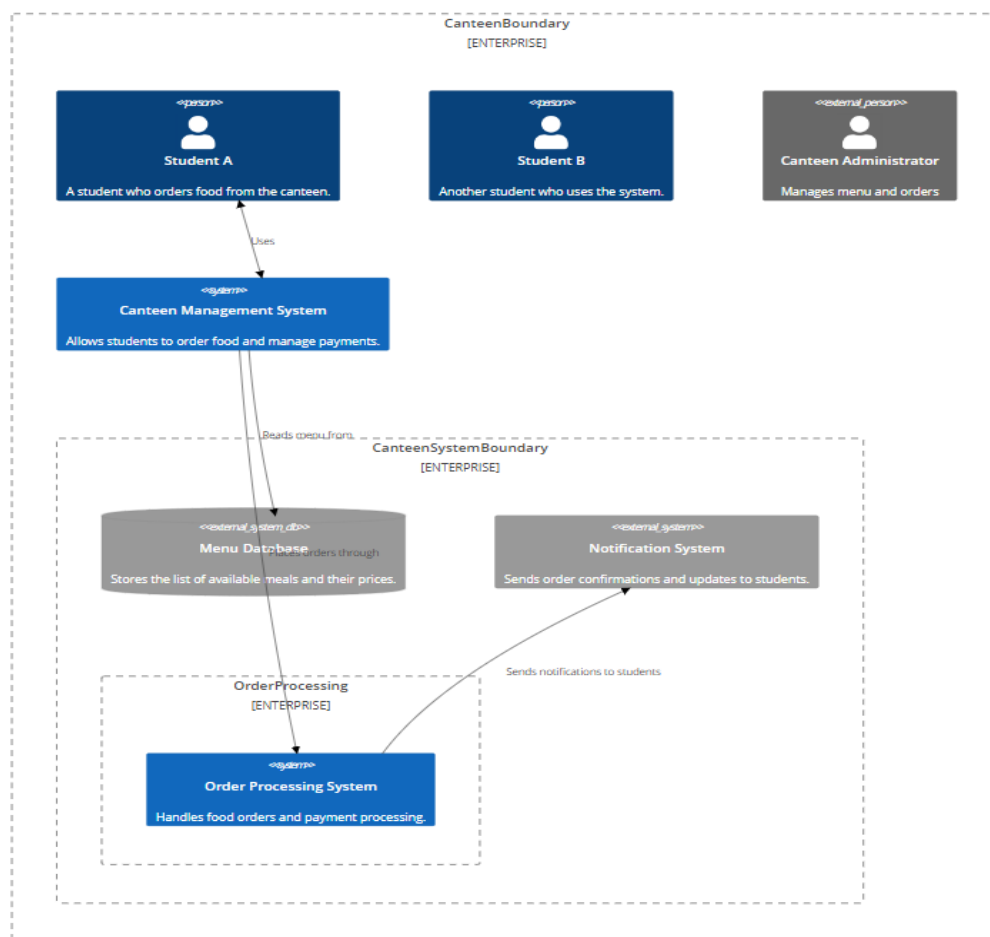 CanteenBoundary
[ENTERPRISE]
<<person>>
Student A
A student who orders food from the canteen.
<<person>>
Student B
Another student who uses the system.
<<external_person>>
Canteen Administrator
Manages menu and orders
Uses
<<system>>
Canteen Management System
Allows students to order food and manage payments.
Reads menu from
CanteenSystemBoundary
[ENTERPRISE]
<<external_system_db>>
Menu Database
Places orders through
Stores the list of available meals and their prices.
<<external_system>>
Notification System
Sends order confirmations and updates to students.
Sends notifications to students
OrderProcessing
[ENTERPRISE]
<<system>>
Order Processing System
Handles food orders and payment processing.